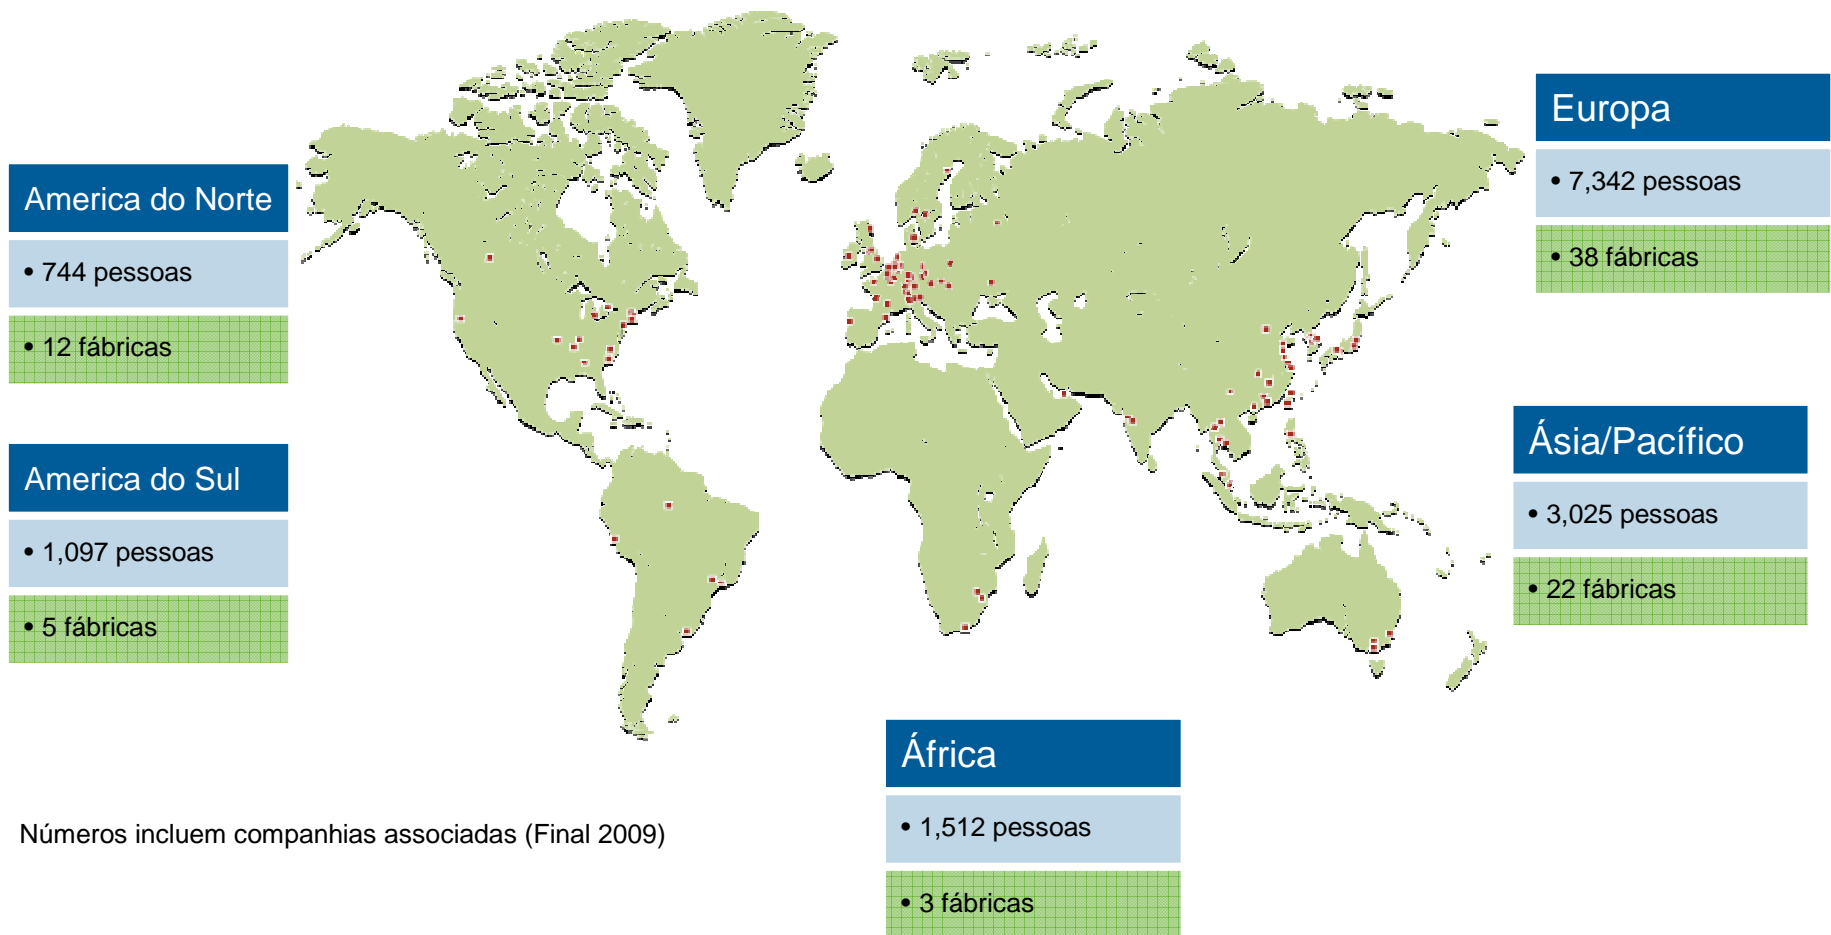 America do Norte
• 744 pessoas
• 12 fábricas
America do Sul
• 1,097 pessoas
• 5 fábricas
Europa
• 7,342 pessoas
• 38 fábricas
Ásia/Pacífico
• 3,025 pessoas
• 22 fábricas
África
• 1,512 pessoas
• 3 fábricas
Números incluem companhias associadas (Final 2009)